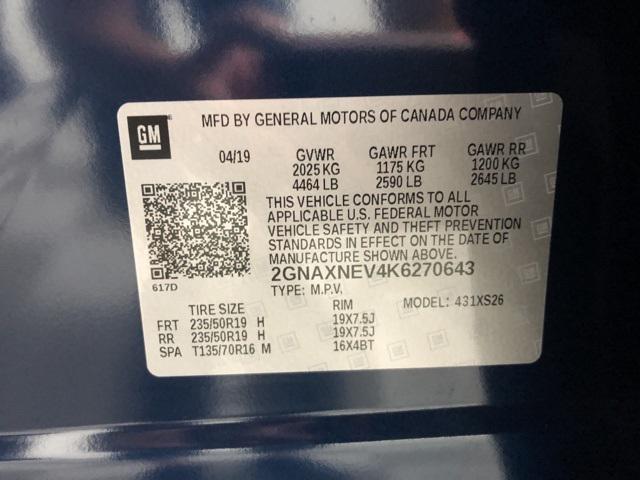 GM
MFD BY GENERAL MOTORS OF CANADA COMPANY
04/19 GVWR GAWR FRT GAWR RR
2025 KG 1175 KG 1200 KG
4464 LB 2590 LB 2645 LB
THIS VEHICLE CONFORMS TO ALL
APPLICABLE U.S. FEDERAL MOTOR
VEHICLE SAFETY AND THEFT PREVENTION
STANDARDS IN EFFECT ON THE DATE OF
MANUFACTURE SHOWN ABOVE.
617D
2GNAXNEV4K6270643
TYPE: M.P.V. MODEL: 431XS26
TIRE SIZE RIM
FRT 235/50R19 H 19X7.5J
RR 235/50R19 H 19X7.5J
SPA T135/70R16 M 16X4BT